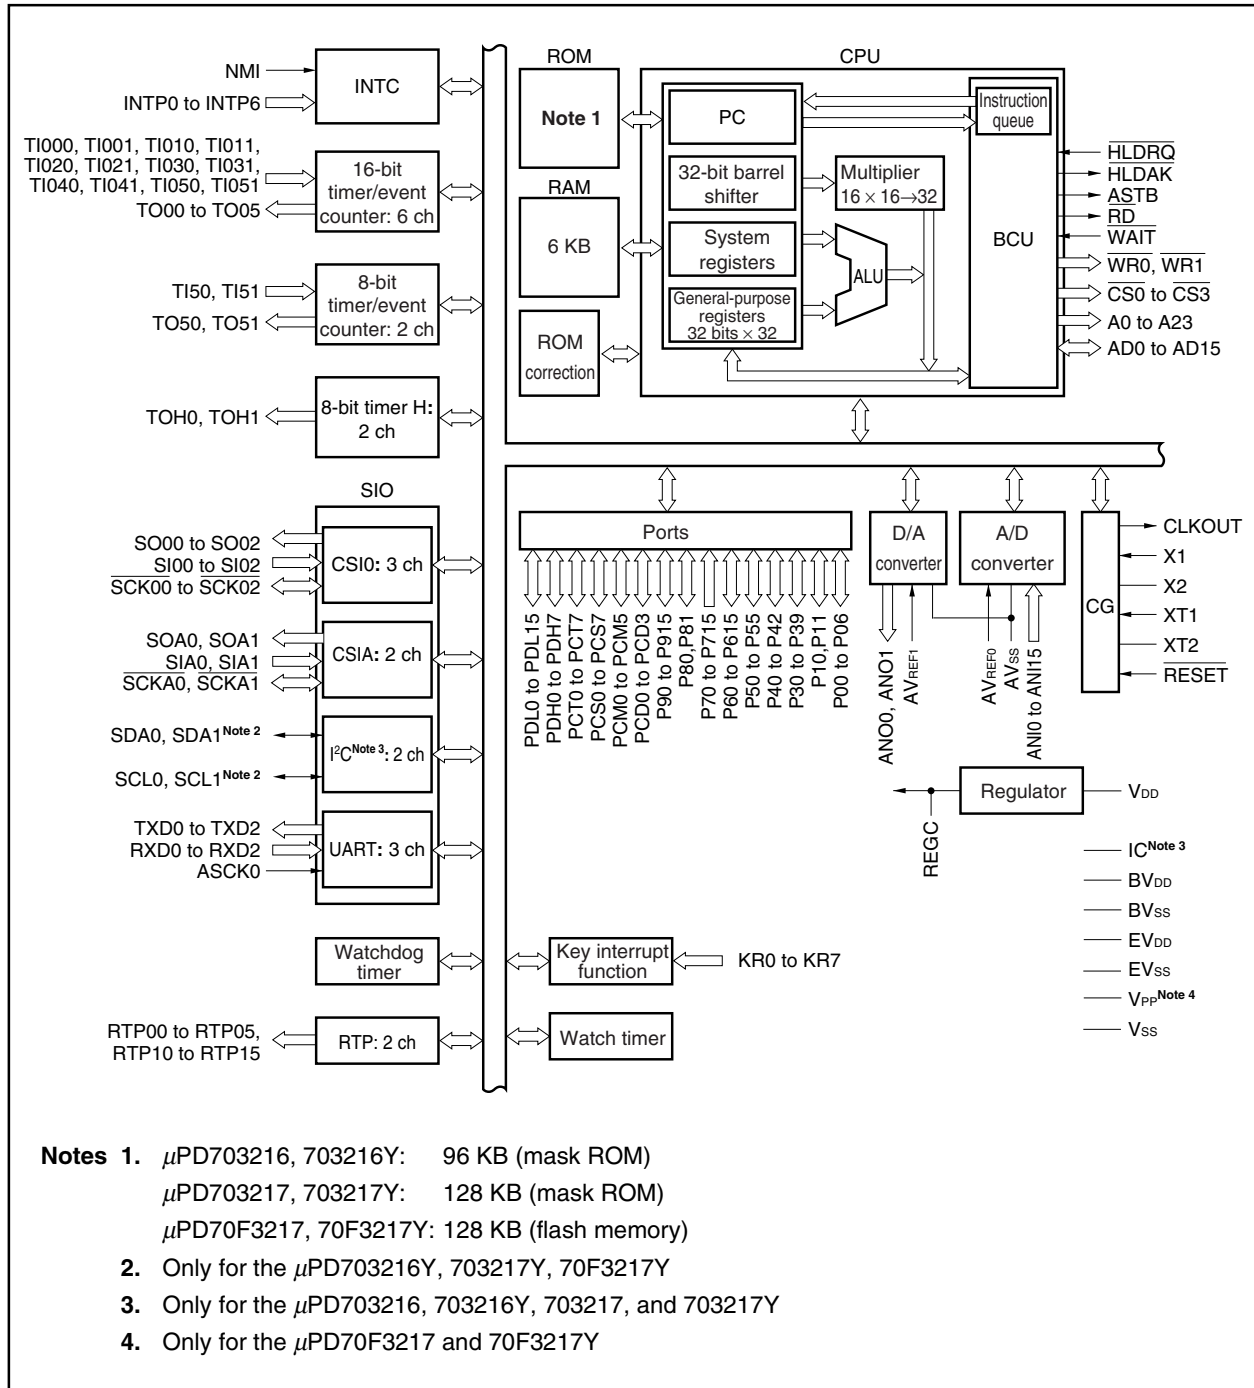 NMI
INTP0 to INTP6
INTC
TI000, TI001, TI010, TI011,
TI020, TI021, TI030, TI031,
TI040, TI041, TI050, TI051
TO00 to TO05
16-bit
timer/event
counter: 6 ch
TI50, TI51
TO50, TO51
8-bit
timer/event
counter: 2 ch
TOH0, TOH1
8-bit timer H:
2 ch
SIO
SO00 to SO02
SI00 to SI02
SCK00 to SCK02
CSI0: 3 ch
SOA0, SOA1
SIA0, SIA1
SCKA0, SCKA1
CSIA: 2 ch
SDA0, SDA1Note 2
SCL0, SCL1Note 2
I2CNote 3: 2 ch
TXD0 to TXD2
RXD0 to RXD2
ASCK0
UART: 3 ch
Watchdog
timer
RTP00 to RTP05,
RTP10 to RTP15
RTP: 2 ch
ROM
Note 1
RAM
6 KB
ROM
correction
CPU
PC
32-bit barrel
shifter
System
registers
General-purpose
registers
32 bits × 32
Multiplier
16 × 16→32
ALU
Instruction
queue
BCU
HLDRQ
HLDAK
ASTB
RD
WAIT
WR0, WR1
CS0 to CS3
A0 to A23
AD0 to AD15
Ports
PDL0 to PDL15
PDH0 to PDH7
PCT0 to PCT7
PCS0 to PCS7
PCM0 to PCM5
PCD0 to PCD3
P90 to P915
P80,P81
P70 to P715
P60 to P615
P50 to P55
P40 to P42
P30 to P39
P10,P11
P00 to P06
D/A
converter
ANO0, ANO1
AVREF1
A/D
converter
AVREF0
AVSS
ANI0 to ANI15
CG
CLKOUT
X1
X2
XT1
XT2
RESET
Regulator
VDD
REGC
ICNote 3
BVDD
BVSS
EVDD
EVSS
VPPNote 4
VSS
Key interrupt
function
KR0 to KR7
Watch timer
Notes 1. µPD703216, 703216Y: 96 KB (mask ROM)
µPD703217, 703217Y: 128 KB (mask ROM)
µPD70F3217, 70F3217Y: 128 KB (flash memory)
2. Only for the µPD703216Y, 703217Y, 70F3217Y
3. Only for the µPD703216, 703216Y, 703217, and 703217Y
4. Only for the µPD70F3217 and 70F3217Y